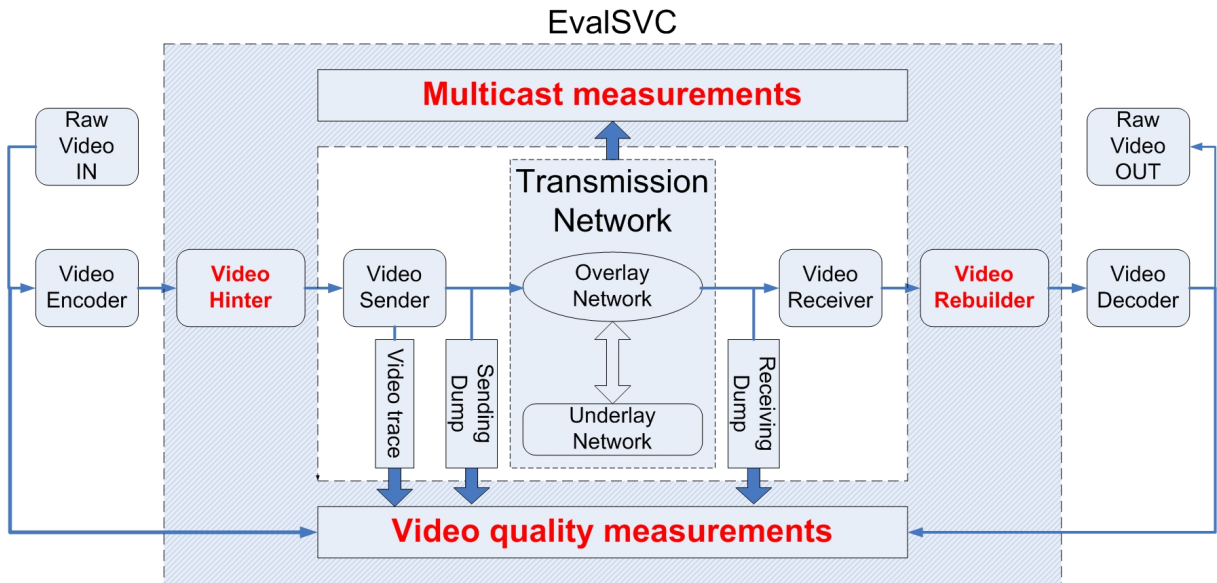 EvalSVC
Multicast measurements
Raw
Video
IN
Raw
Video
OUT
Transmission
Network
Video
Encoder
Video
Hinter
Video
Sender
Overlay
Network
Video
Receiver
Video
Rebuilder
Video
Decoder
Video trace
Sending
Dump
Underlay
Network
Receiving
Dump
Video quality measurements